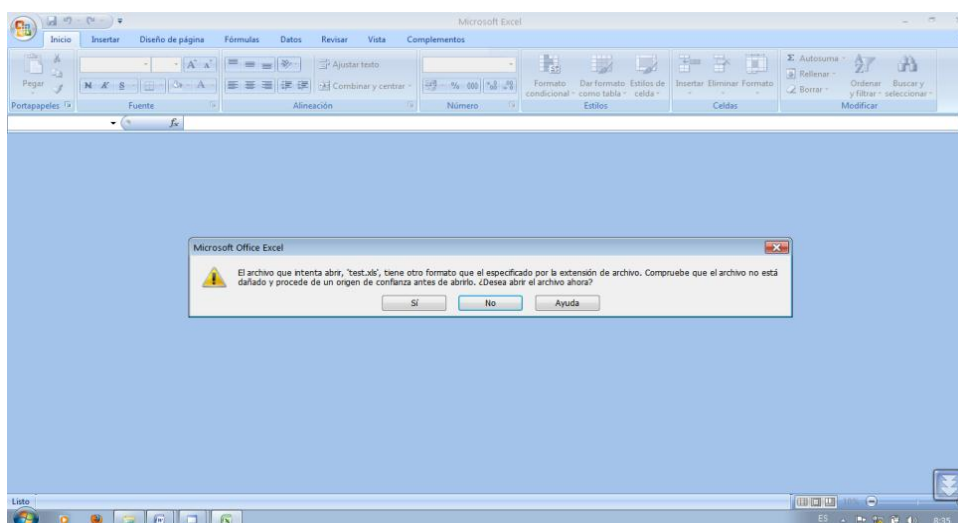 Microsoft Excel
Inicio Insertar Diseño de página Fórmulas Datos Revisar Vista Complementos
Pegar
Portapapeles
N K S
A A
Fuente
Ajustar texto
Combinar y centrar
Alineación
% 000
Número
Formato condicional
Dar formato como tabla
Estilos de celda
Estilos
Insertar Eliminar Formato
Celdas
Σ Autosuma
Rellenar
Borrar
Ordenar y filtrar
Buscar y seleccionar
Modificar
fx
Microsoft Office Excel
El archivo que intenta abrir, 'test.xls', tiene otro formato que el especificado por la extensión de archivo. Compruebe que el archivo no está
dañado y procede de un origen de confianza antes de abrirlo. ¿Desea abrir el archivo ahora?
Sí No Ayuda
Listo
ES 8:35